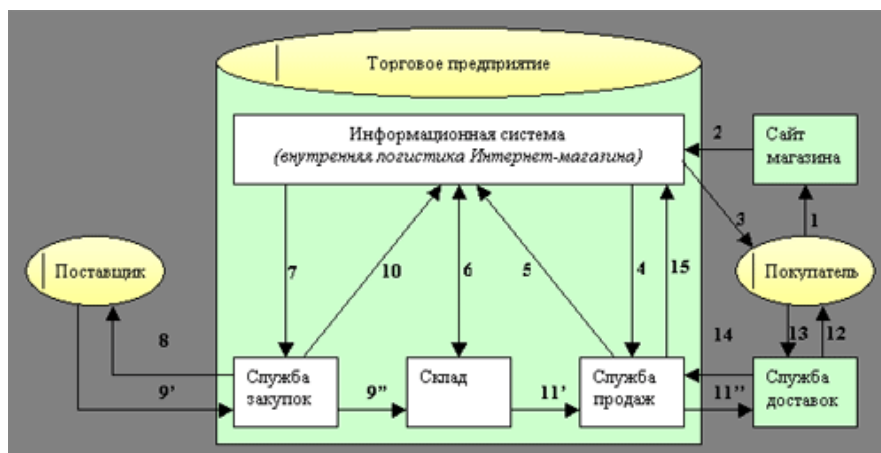 Торговое предприятие
Информационная система
(внутренняя логистика Интернет-магазина)
2
Сайт
магазина
3
1
Поставщик
7
10
6
5
4
15
Покупатель
8
14
13
12
Служба
закупок
Склад
Служба
продаж
Служба
доставок
9’
9”
11’
11”